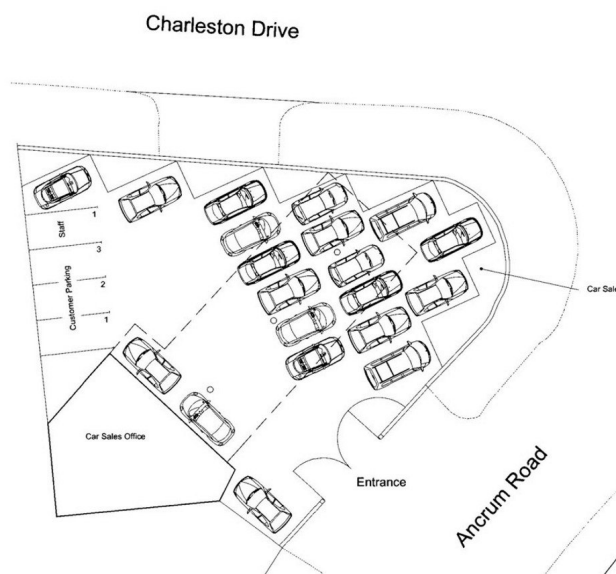 Charleston Drive
Staff
1
3
Customer Parking
2
1
Car Sale
Car Sales Office
Entrance
Ancrum Road